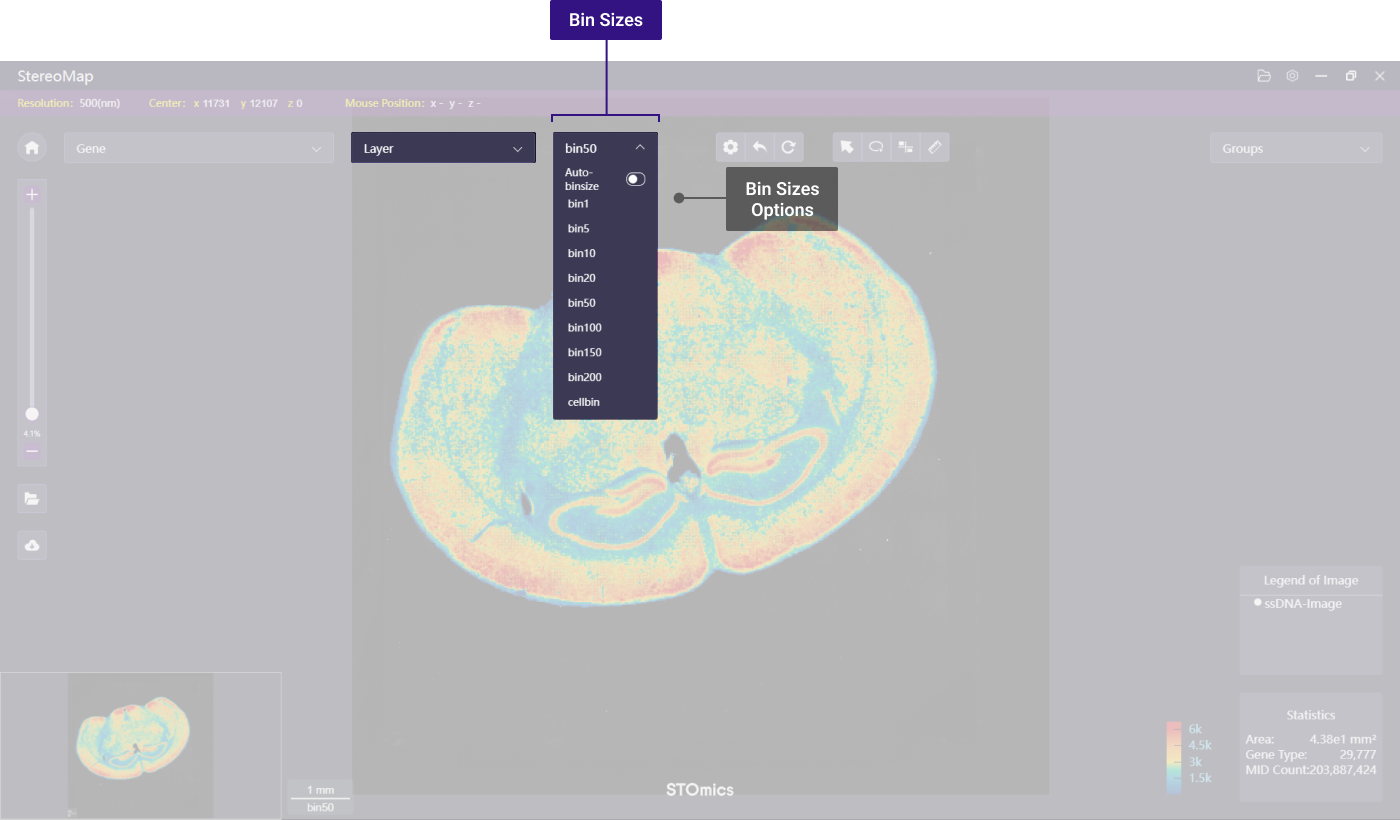 Bin Sizes
StereoMap
Resolution: 500(nm) Center: x 11731 y 12107 z 0 Mouse Position: x - y - z -
Gene
Layer
bin50
Groups
Auto-
binsize
bin1
bin5
bin10
bin20
bin50
bin100
bin150
bin200
cellbin
Bin Sizes
Options
4.1%
Legend of Image
ssDNA-Image
Statistics
Area: 4.38e1 mm²
Gene Type: 29,777
MID Count:203,887,424
6k
4.5k
3k
1.5k
1 mm
bin50
STOmics